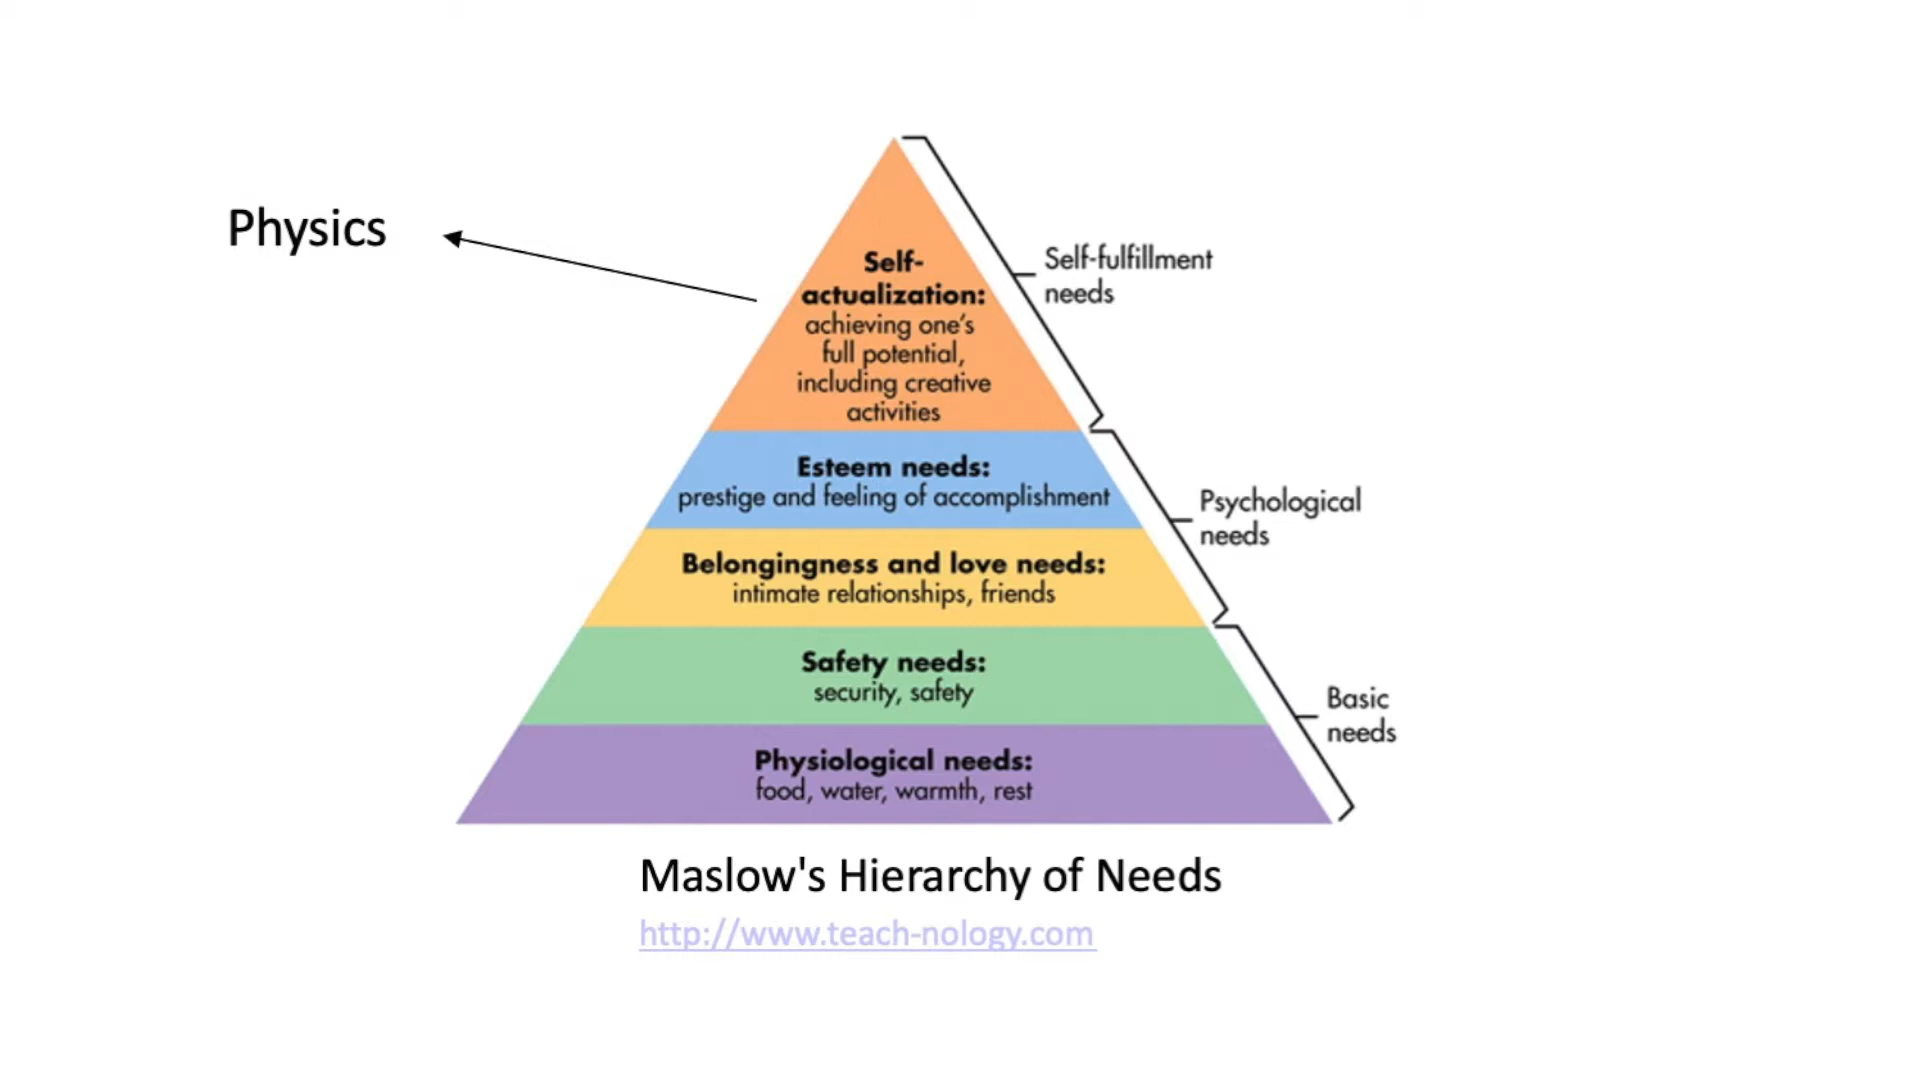 Physics
Self-
actualization:
achieving one's
full potential,
including creative
activities
Self-fulfillment
needs
Esteem needs:
prestige and feeling of accomplishment
Psychological
needs
Belongingness and love needs:
intimate relationships, friends
Safety needs:
security, safety
Basic
needs
Physiological needs:
food, water, warmth, rest
Maslow's Hierarchy of Needs
http://www.teach-nology.com